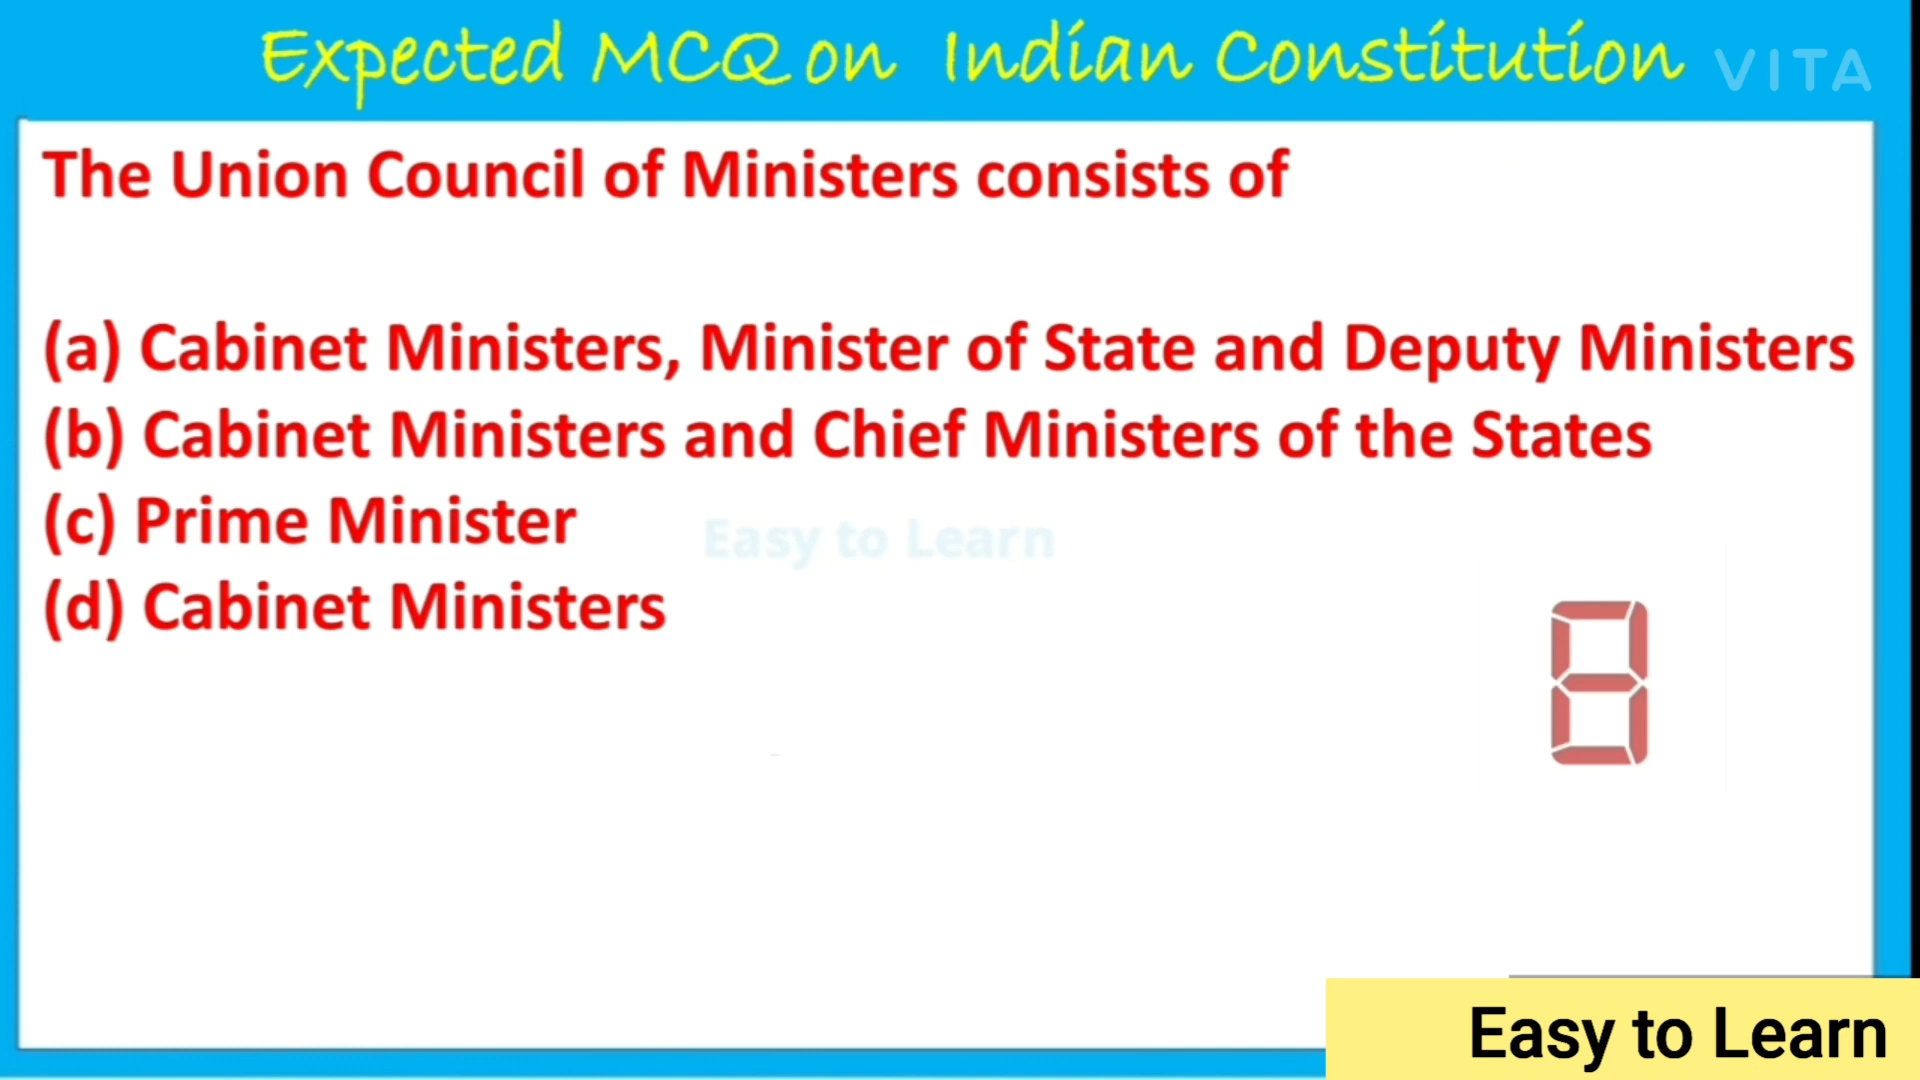 Expected MCQ on Indian Constitution
VITA
The Union Council of Ministers consists of
(a) Cabinet Ministers, Minister of State and Deputy Ministers
(b) Cabinet Ministers and Chief Ministers of the States
(c) Prime Minister
Easy to Learn
(d) Cabinet Ministers
8
Easy to Learn